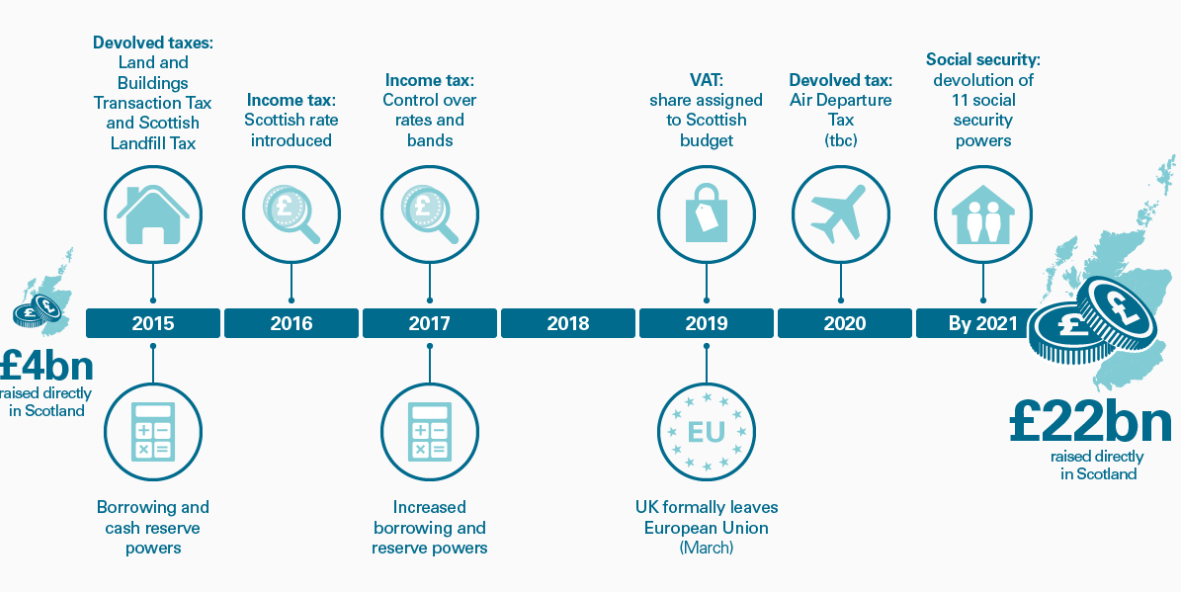 Devolved taxes:
Land and
Buildings
Transaction Tax
and Scottish
Landfill Tax
Income tax:
Scottish rate
introduced
Income tax:
Control over
rates and
bands
VAT:
share assigned
to Scottish
budget
Devolved tax:
Air Departure
Tax
(tbc)
Social security:
devolution of
11 social
security
powers
£
£
£
£
2015
2016
2017
2018
2019
2020
By 2021
£
£
£4bn
raised directly
in Scotland
£22bn
raised directly
in Scotland
+ −
× =
Borrowing and
cash reserve
powers
+ −
× =
Increased
borrowing and
reserve powers
EU
UK formally leaves
European Union
(March)